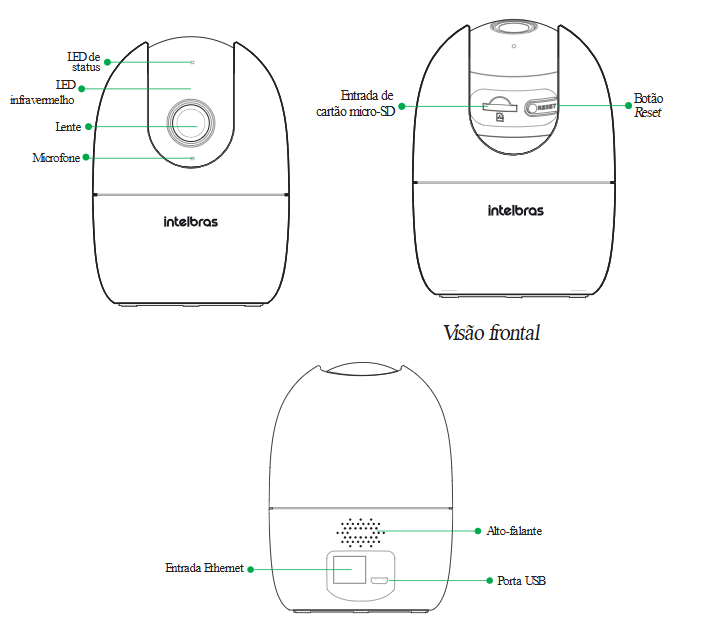 LED de
status
LED
infravermelho
Lente
Microfone
intelbras
Entrada de
cartão micro-SD
RESET
Botão
Reset
intelbras
Visão frontal
Alto-falante
Entrada Ethernet
Porta USB